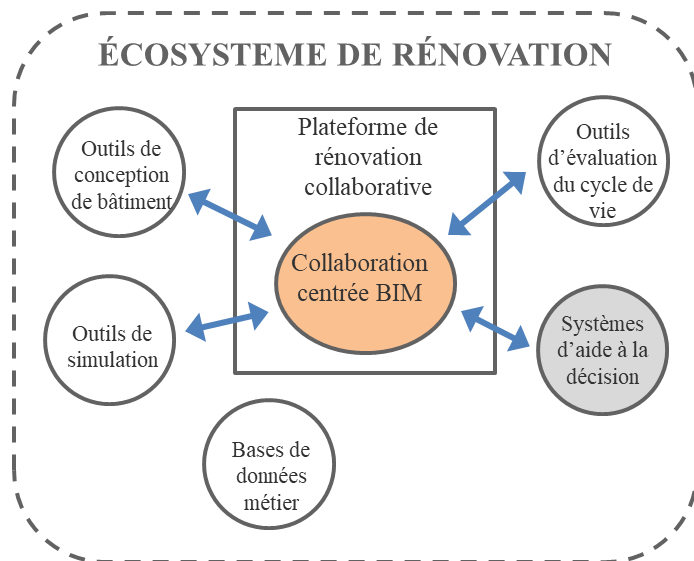 ÉCOSYSTEME DE RÉNOVATION
Outils de
conception
de bâtiment
Plateforme de
rénovation
collaborative
Outils
d’évaluation
du cycle de
vie
Collaboration
centrée BIM
Outils de
simulation
Systèmes
d’aide à la
décision
Bases de
données
métier